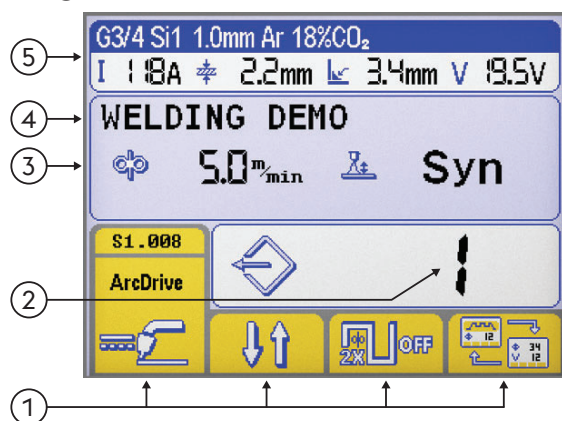 G3/4 Si1 1.0mm Ar 18%CO₂
I 118A 2.2mm 3.4mm V 19.5V
WELDING DEMO
5.0 m/min Syn
S1.008
ArcDrive
1
2X OFF
12
34
V 12
5
4
3
2
1